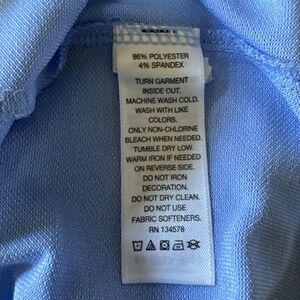 96% POLYESTER
4% SPANDEX
TURN GARMENT
INSIDE OUT.
MACHINE WASH COLD.
WASH WITH LIKE
COLORS.
ONLY NON-CHLORINE
BLEACH WHEN NEEDED.
TUMBLE DRY LOW.
WARM IRON IF NEEDED
ON REVERSE SIDE.
DO NOT IRON
DECORATION.
DO NOT DRY CLEAN.
DO NOT USE
FABRIC SOFTENERS.
RN 134578